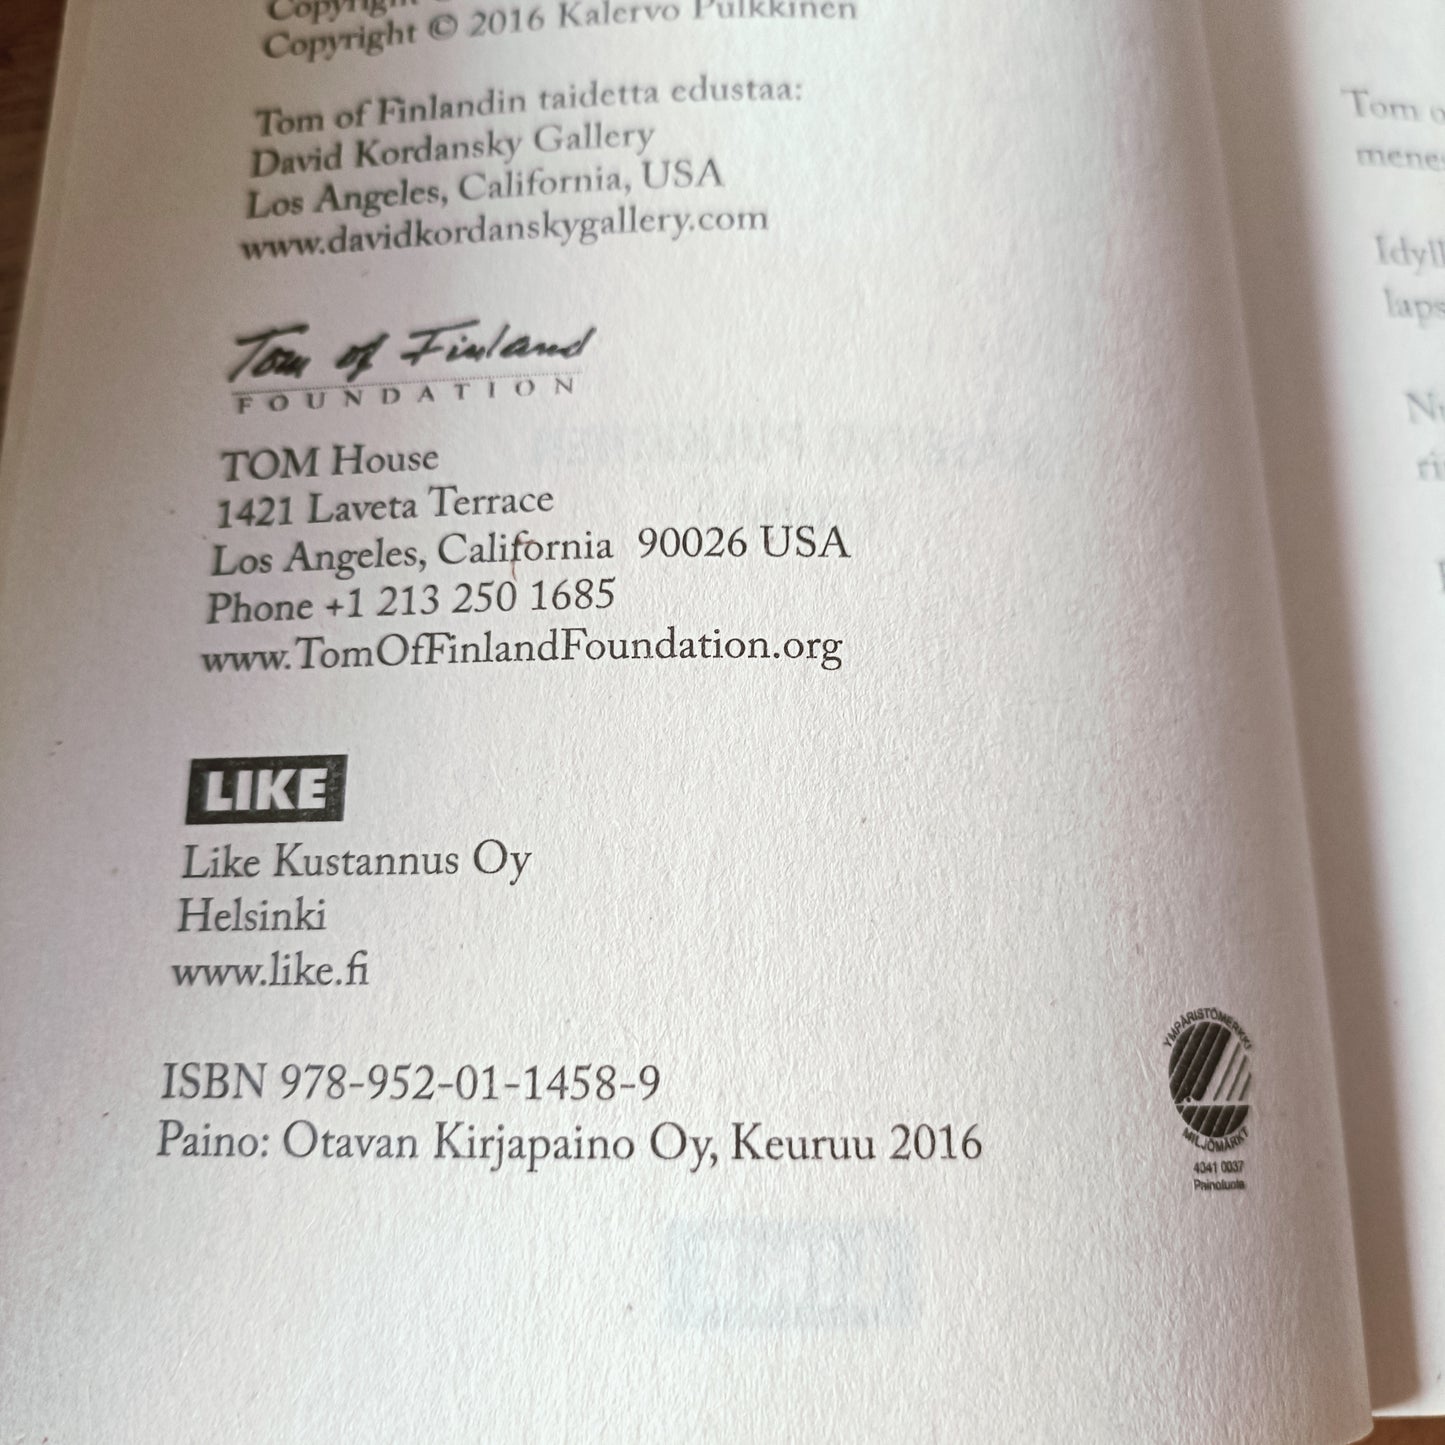 Copyright ©
Copyright © 2016 Kalervo Pulkkinen
Tom of Finlandin taidetta edustaa:
David Kordansky Gallery
Los Angeles, California, USA
www.davidkordanskygallery.com
Tom of Finland
FOUNDATION
TOM House
1421 Laveta Terrace
Los Angeles, California 90026 USA
Phone +1 213 250 1685
www.TomOfFinlandFoundation.org
LIKE
Like Kustannus Oy
Helsinki
www.like.fi
ISBN 978-952-01-1458-9
Paino: Otavan Kirjapaino Oy, Keuruu 2016
YMPÄRISTÖMERKKI
MILJÖMÄRKT
4041 0037
Painotuote
Tom